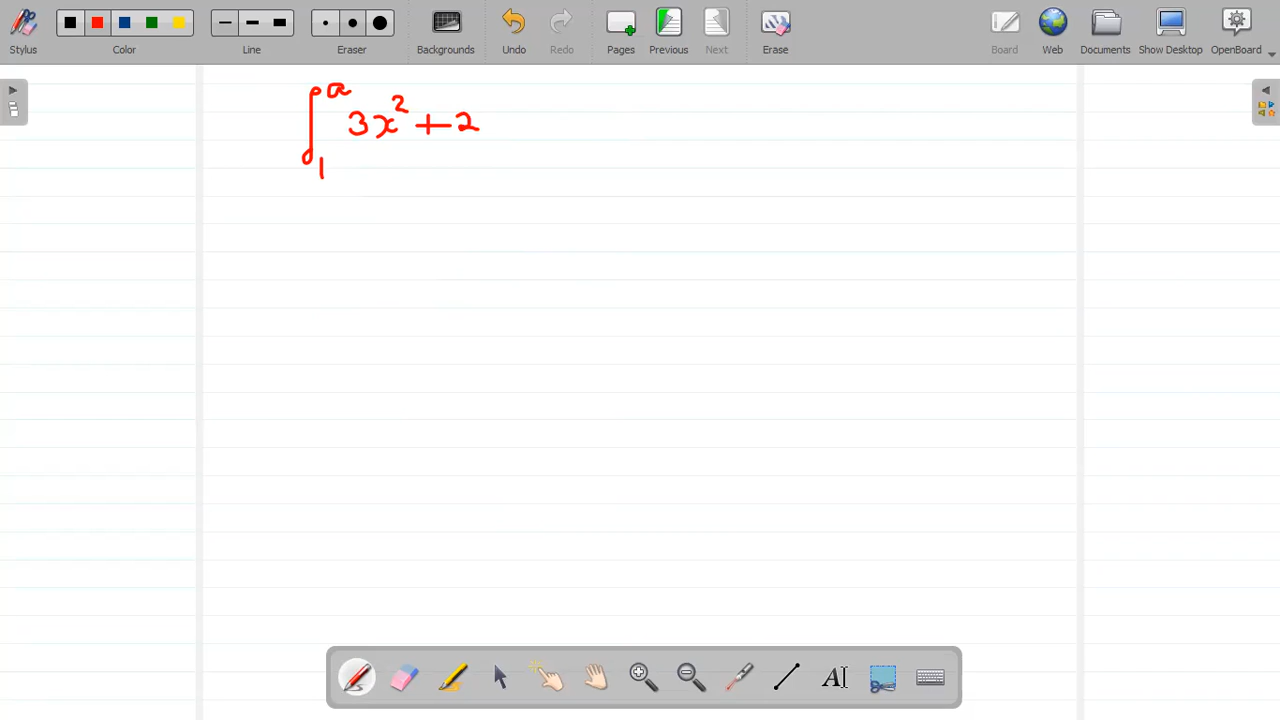 Stylus Color Line Eraser Backgrounds Undo Redo Pages Previous Next Erase Board Web Documents Show Desktop OpenBoard
∫₁ᵃ 3x² + 2
A